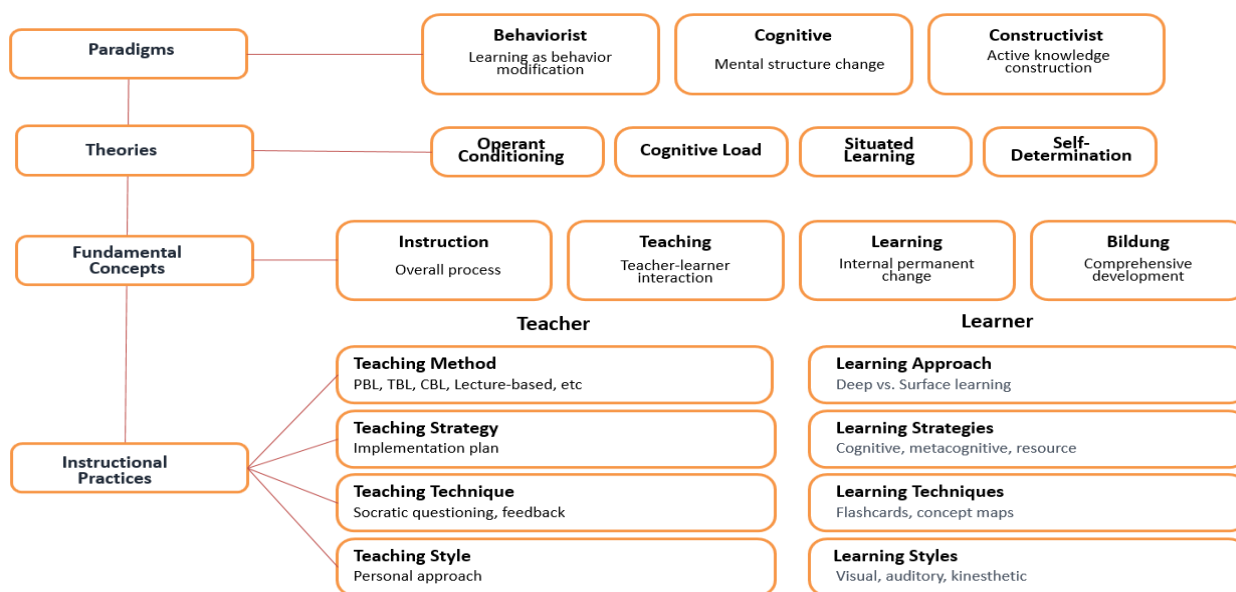 Paradigms
Behaviorist
Learning as behavior
modification
Cognitive
Mental structure change
Constructivist
Active knowledge
construction
Theories
Operant
Conditioning
Cognitive Load
Situated
Learning
Self-
Determination
Fundamental
Concepts
Instruction
Overall process
Teaching
Teacher-learner
interaction
Learning
Internal permanent
change
Bildung
Comprehensive
development
Teacher
Learner
Instructional
Practices
Teaching Method
PBL, TBL, CBL, Lecture-based, etc
Teaching Strategy
Implementation plan
Teaching Technique
Socratic questioning, feedback
Teaching Style
Personal approach
Learning Approach
Deep vs. Surface learning
Learning Strategies
Cognitive, metacognitive, resource
Learning Techniques
Flashcards, concept maps
Learning Styles
Visual, auditory, kinesthetic